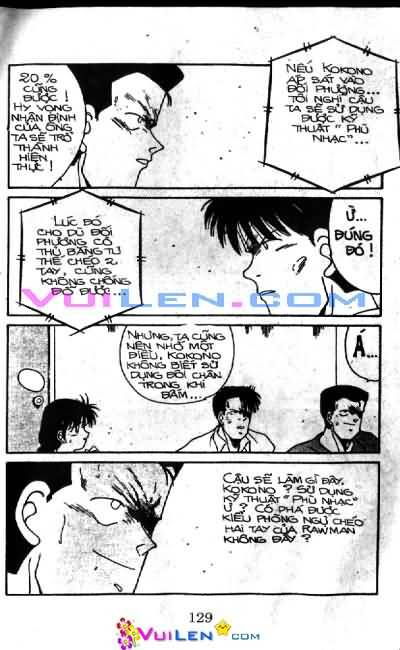 NẾU KOKONO
ÁP SÁT VÀO
ĐỐI PHƯƠNG...
TÔI NGHĨ CẬU
TA SẼ SỬ DỤNG
ĐƯỢC KỸ
THUẬT "PHÙ
NHẠC"...
20 %
CŨNG
ĐƯỢC !
HY VỌNG
NHẬN ĐỊNH
CỦA ÔNG
TA SẼ TRỞ
THÀNH
HIỆN
THỰC !
Ừ...
ĐÚNG
ĐÓ !
LÚC ĐÓ
CHO DÙ ĐỐI
PHƯƠNG CÓ
THỦ BẰNG TƯ
THẾ CHÉO 2
TAY, CŨNG
KHÔNG CHỐNG
ĐỠ ĐƯỢC...
VUILEN.COM
NHƯNG, TA CŨNG
NÊN NHỚ MỘT
ĐIỀU, KOKONO
KHÔNG BIẾT SỬ
DỤNG ĐÔI CHÂN
TRONG KHI
ĐẤM...
Á...
CẬU SẼ LÀM GÌ ĐÂY,
KOKONO ? SỬ DỤNG
KỸ THUẬT "PHÙ NHẠC"
Ư ? CÓ PHÁ ĐƯỢC
KIỂU PHÒNG NGỰ CHÉO
HAI TAY CỦA RAWMAN
KHÔNG ĐÂY ?
129
VUILEN.COM